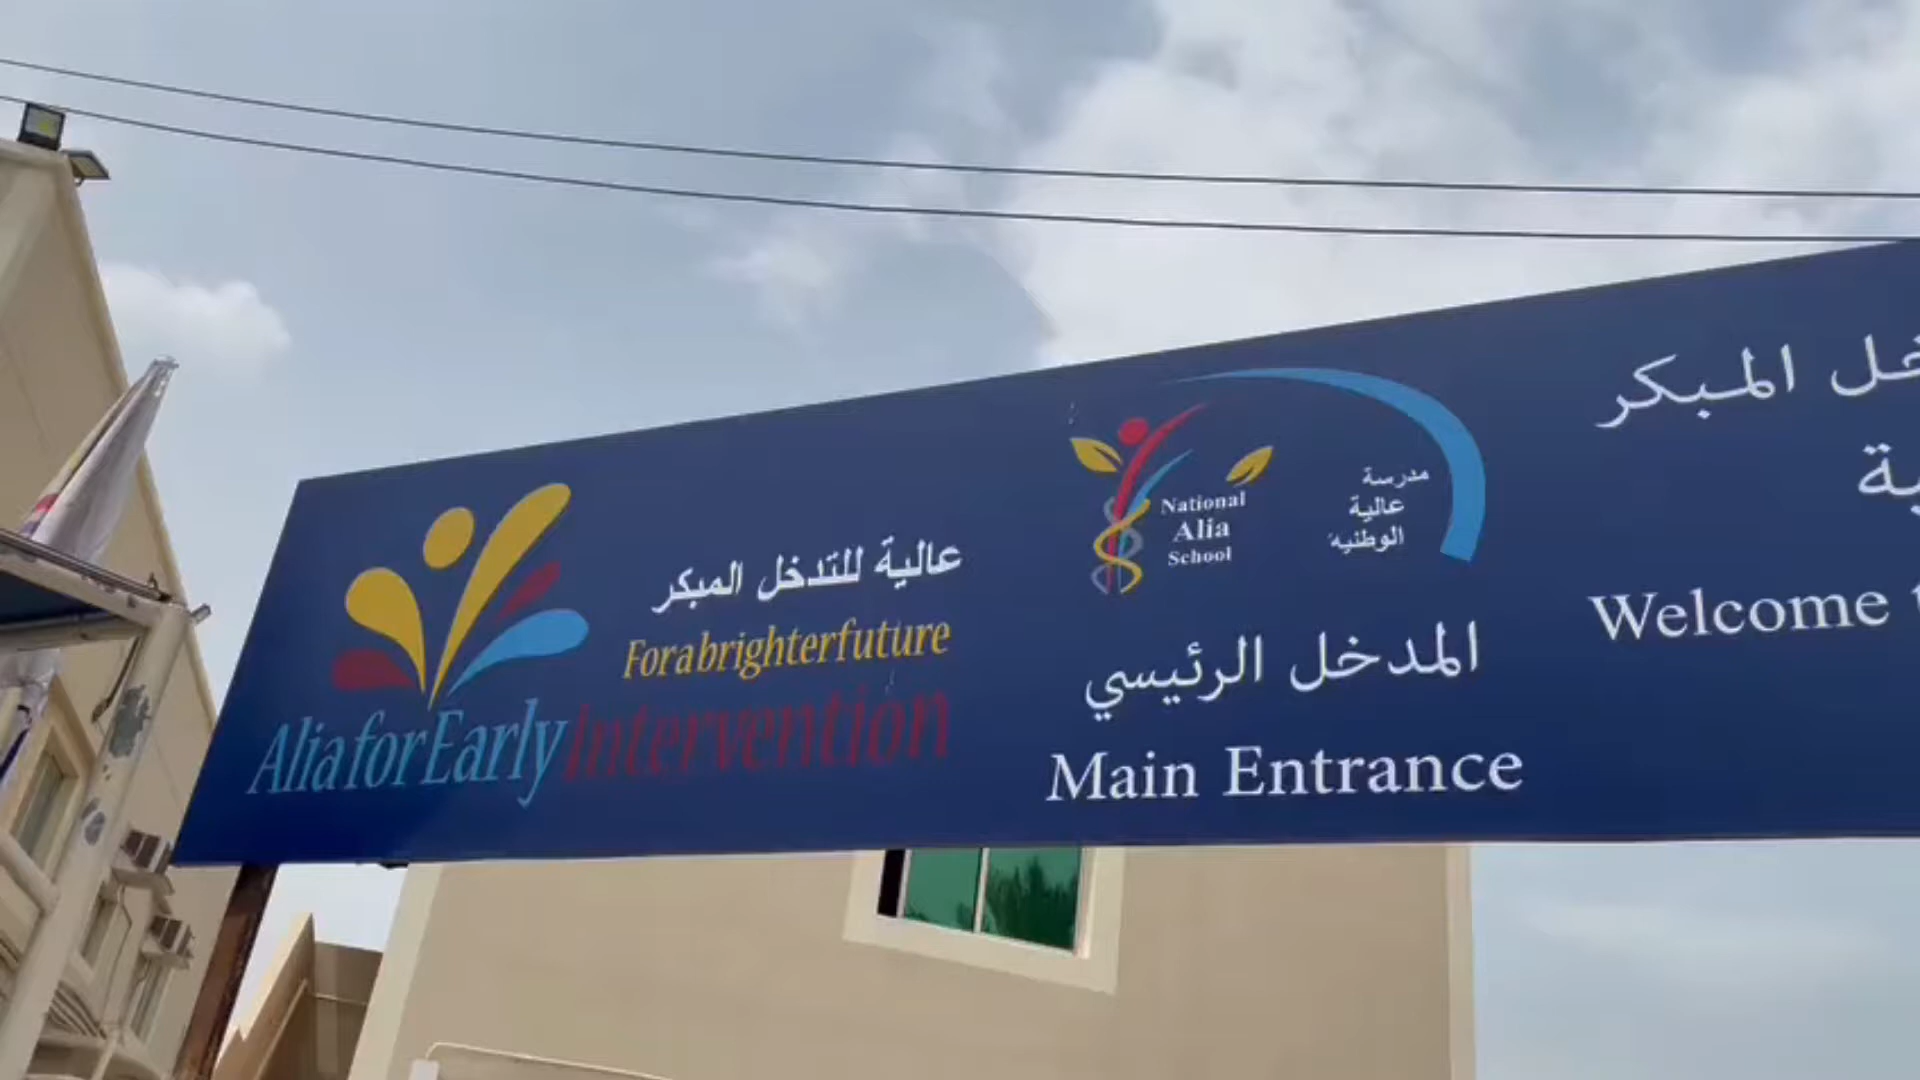 عالية للتدخل المبكر
For a brighter future
Alia for Early Intervention
National
Alia
School
مدرسة
عالية
الوطنية
المدخل الرئيسي
Main Entrance
المبكر
Welcome